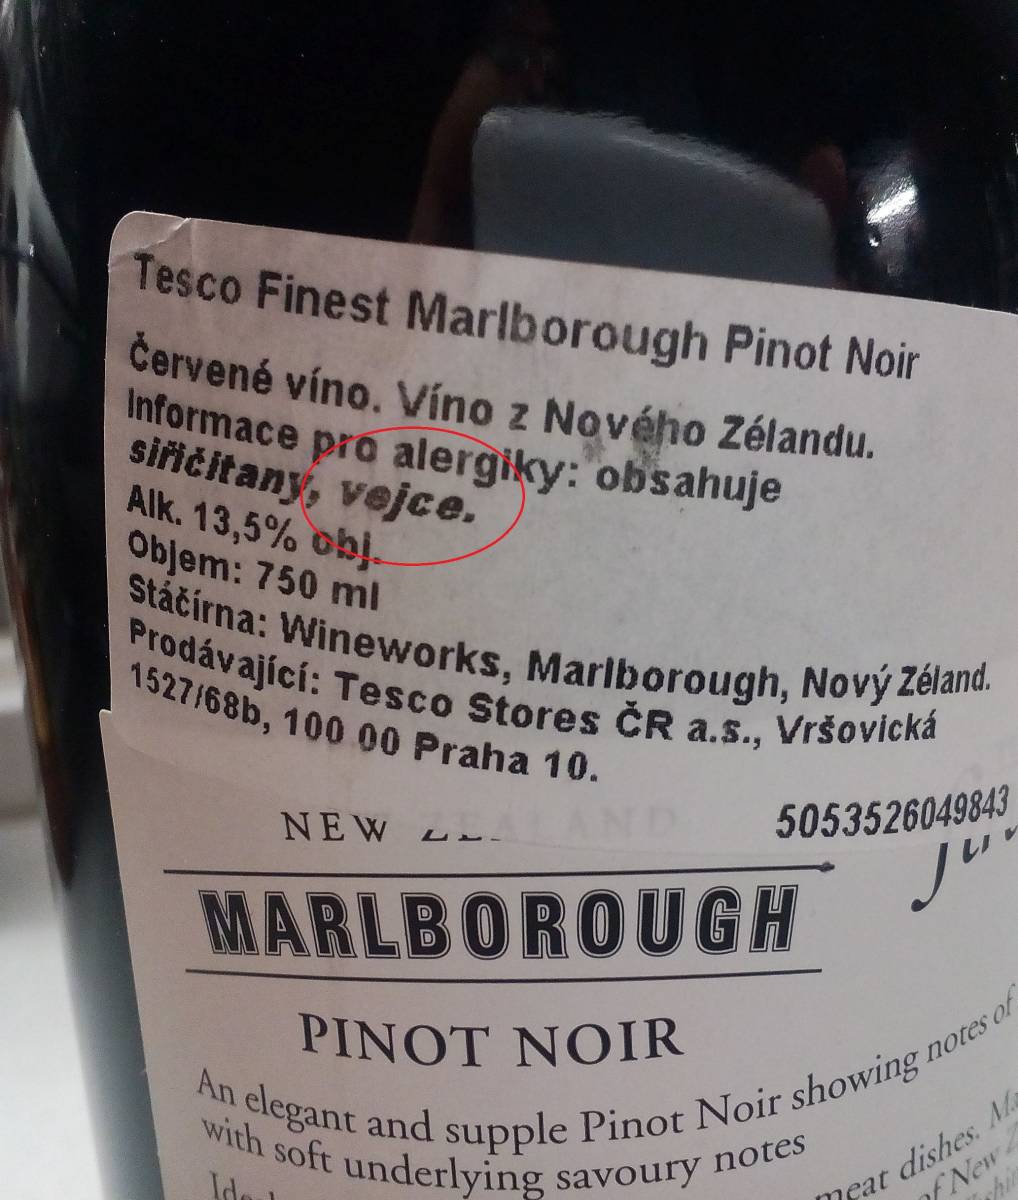 Tesco Finest Marlborough Pinot Noir
Červené víno. Víno z Nového Zélandu.
Informace pro alergiky: obsahuje
siřičitany, vejce.
Alk. 13,5% obj.
Objem: 750 ml
Stáčírna: Wineworks, Marlborough, Nový Zéland.
Prodávající: Tesco Stores ČR a.s., Vršovická
1527/68b, 100 00 Praha 10.
5053526049843
NEW ZEALAND
MARLBOROUGH
PINOT NOIR
An elegant and supple Pinot Noir showing notes of
with soft underlying savoury notes
meat dishes.
of New